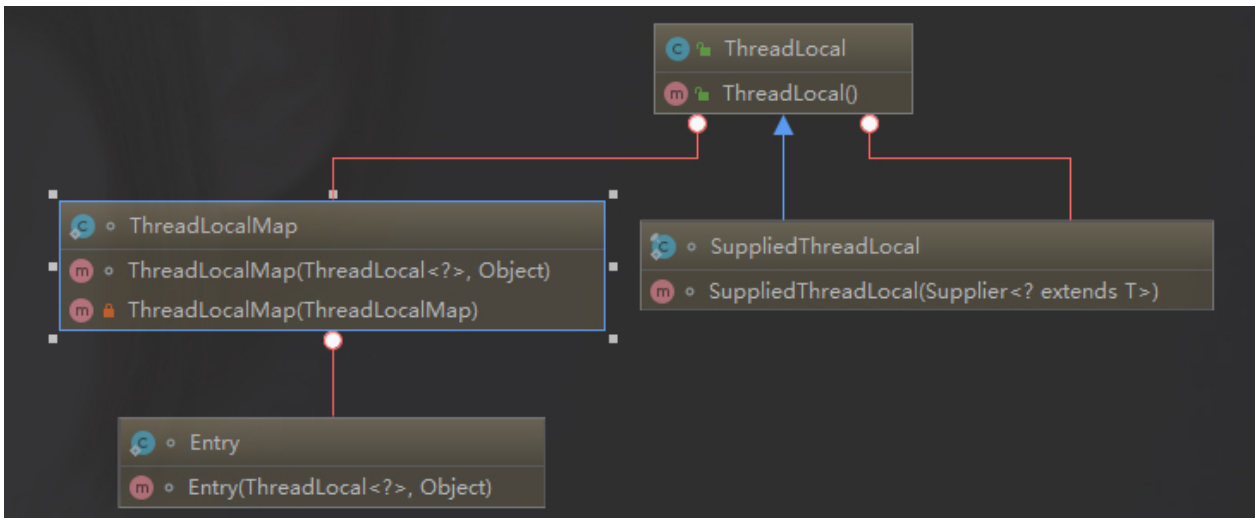 ThreadLocal
ThreadLocal()
ThreadLocalMap
ThreadLocalMap(ThreadLocal<?>, Object)
ThreadLocalMap(ThreadLocalMap)
SuppliedThreadLocal
SuppliedThreadLocal(Supplier<? extends T>)
Entry
Entry(ThreadLocal<?>, Object)